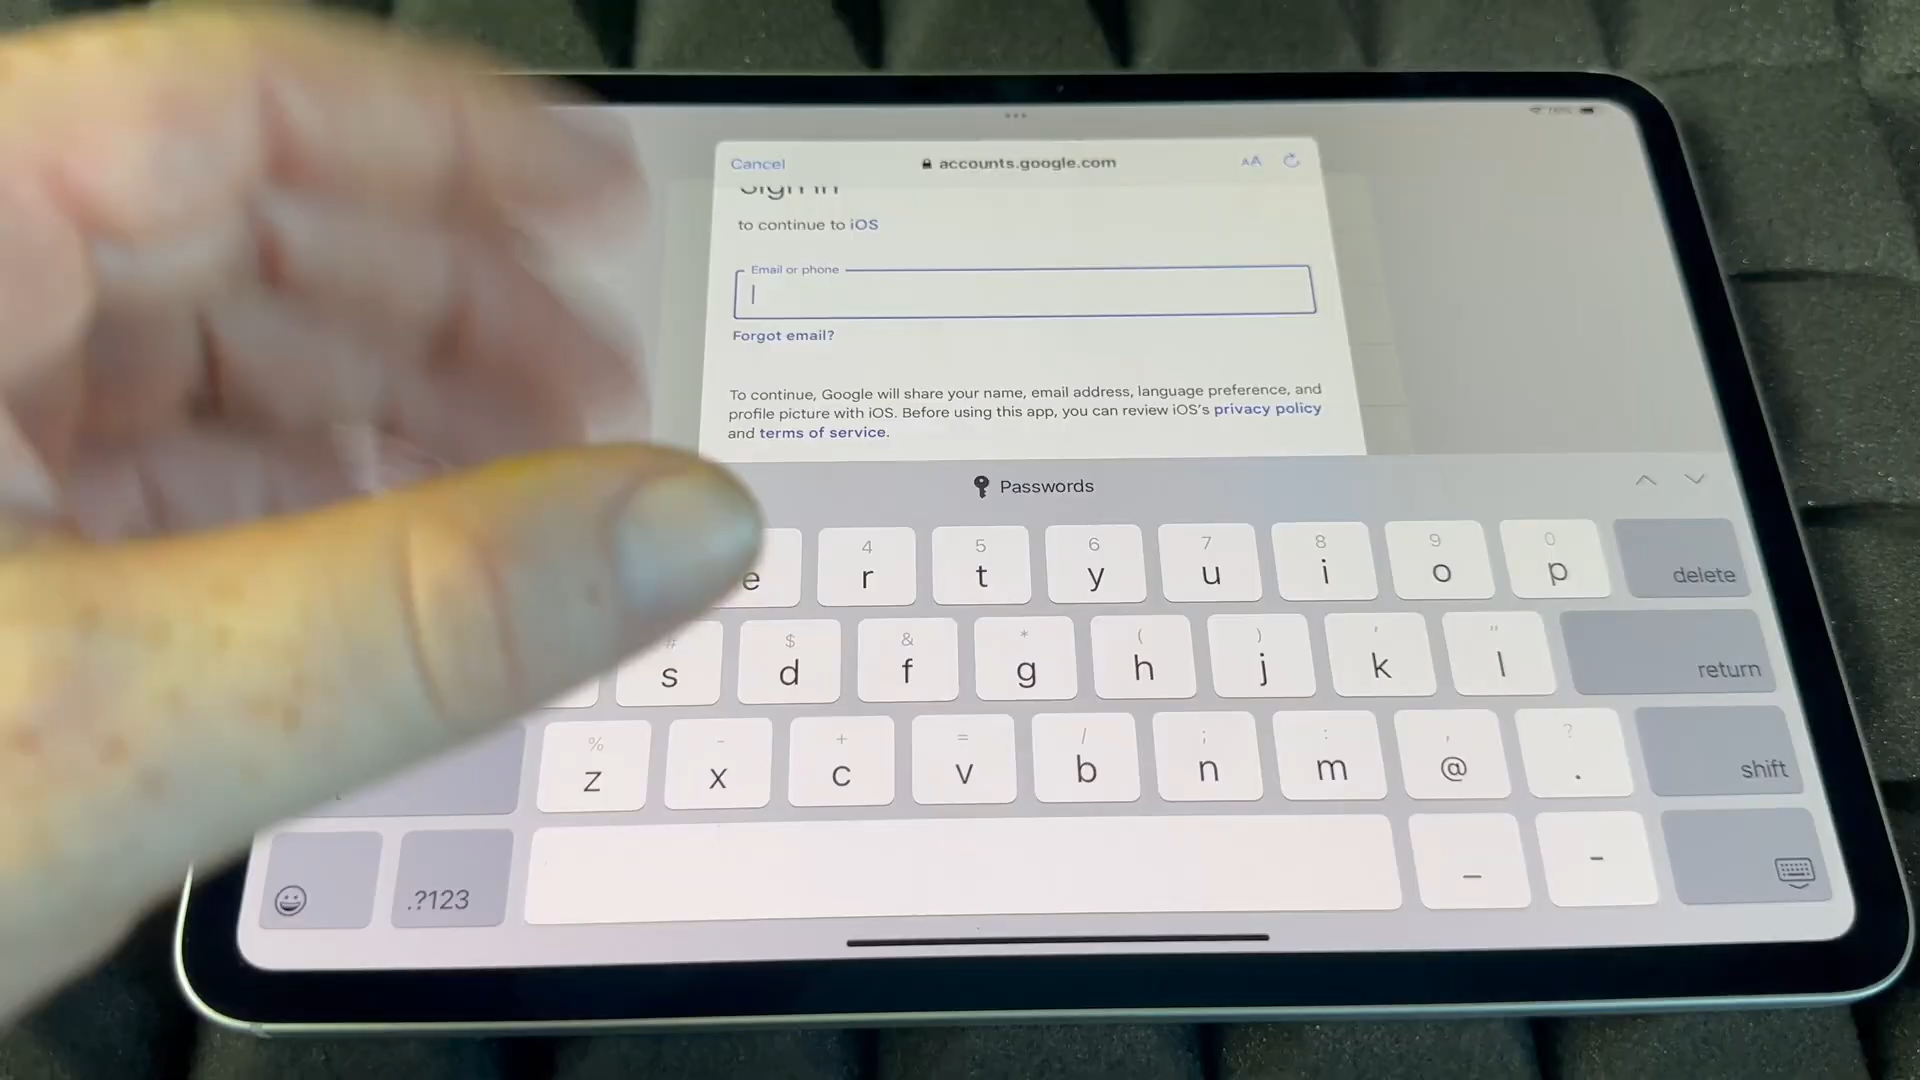 Cancel
accounts.google.com
AA
Sign in
to continue to iOS
Email or phone
Forgot email?
To continue, Google will share your name, email address, language preference, and
profile picture with iOS. Before using this app, you can review iOS's privacy policy
and terms of service.
Passwords
4 5 6 7 8 9 0
e r t y u i o p delete
# $ & * ( ) ' "
s d f g h j k l return
% - + = / ; : , ?
z x c v b n m @ . shift
.?123 _ -